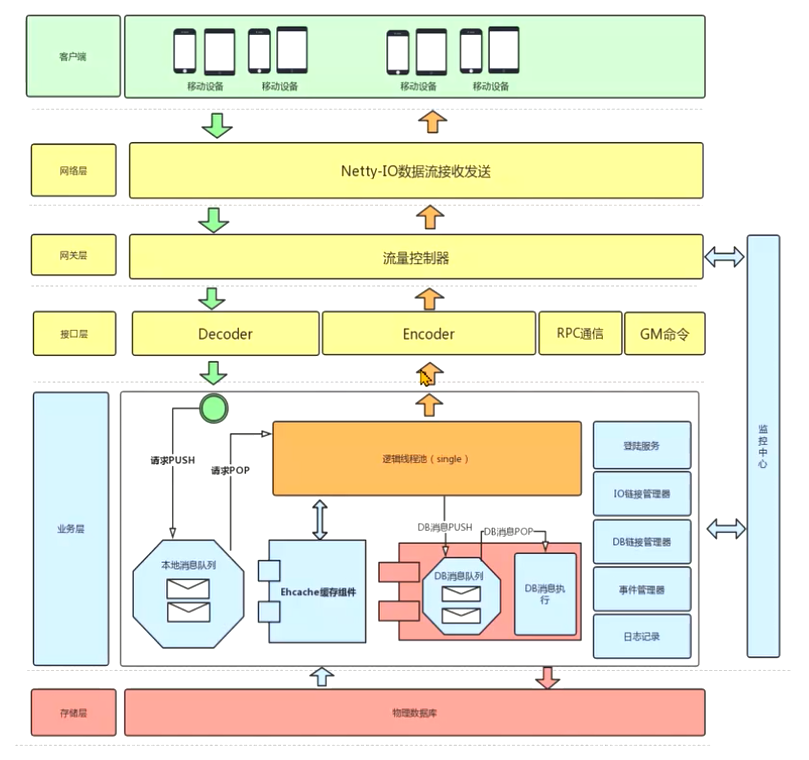 客户端
移动设备
移动设备
移动设备
移动设备
网络层
Netty-IO数据流接收发送
网关层
流量控制器
接口层
Decoder
Encoder
RPC通信
GM命令
监控中心
业务层
请求PUSH
请求POP
逻辑线程池（single）
登陆服务
IO链接管理器
DB链接管理器
事件管理器
日志记录
DB消息PUSH
DB消息POP
本地消息队列
Ehcache缓存组件
DB消息队列
DB消息执
行
存储层
物理数据库